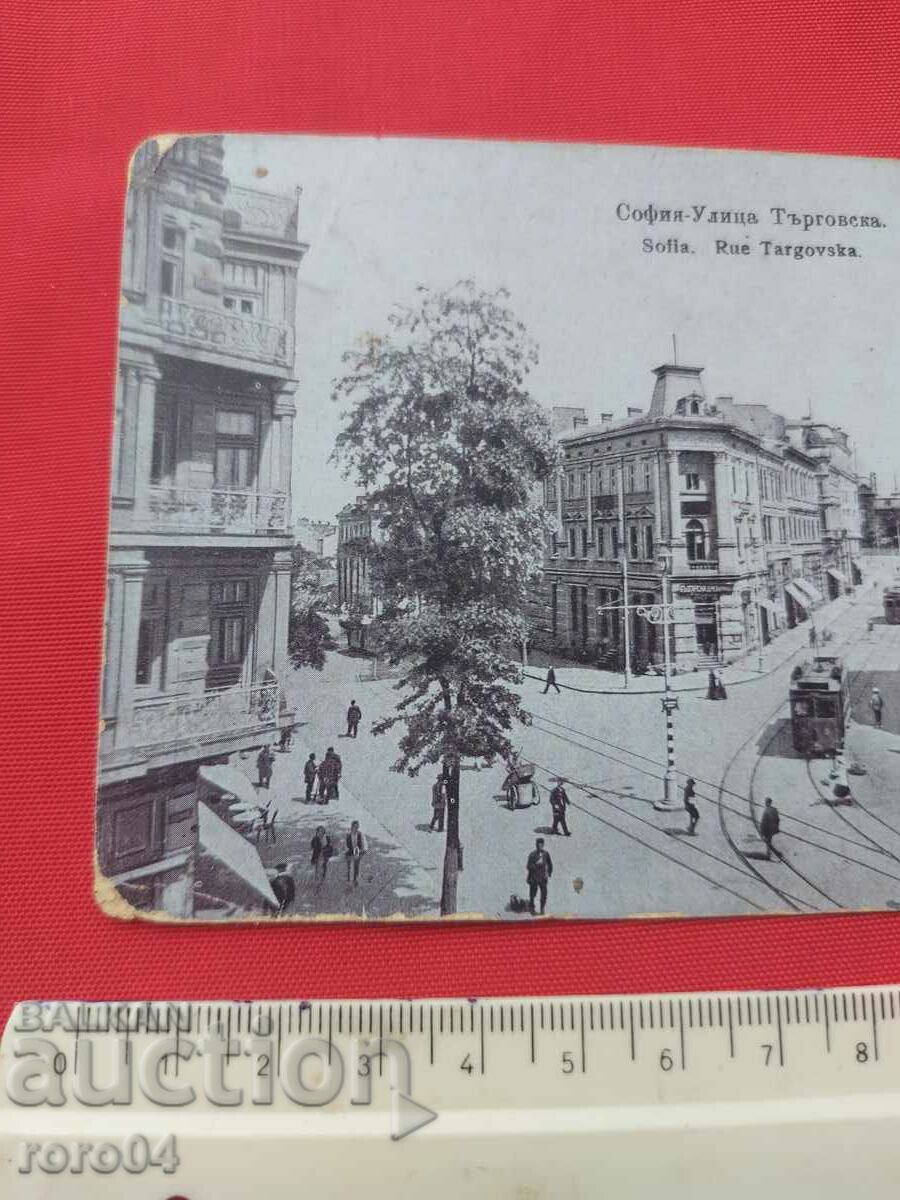 София-Улица Търговска.
Sofia. Rue Targovska.
BALKAN
auction
0 1 2 3 4 5 6 7 8
roro04